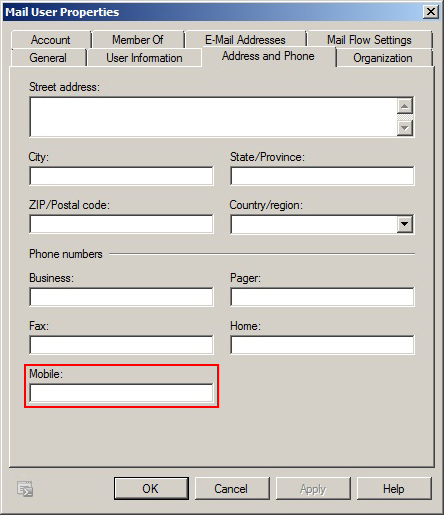 Mail User Properties
Account Member Of E-Mail Addresses Mail Flow Settings
General User Information Address and Phone Organization
Street address:
City: State/Province:
ZIP/Postal code: Country/region:
Phone numbers
Business: Pager:
Fax: Home:
Mobile:
OK Cancel Apply Help